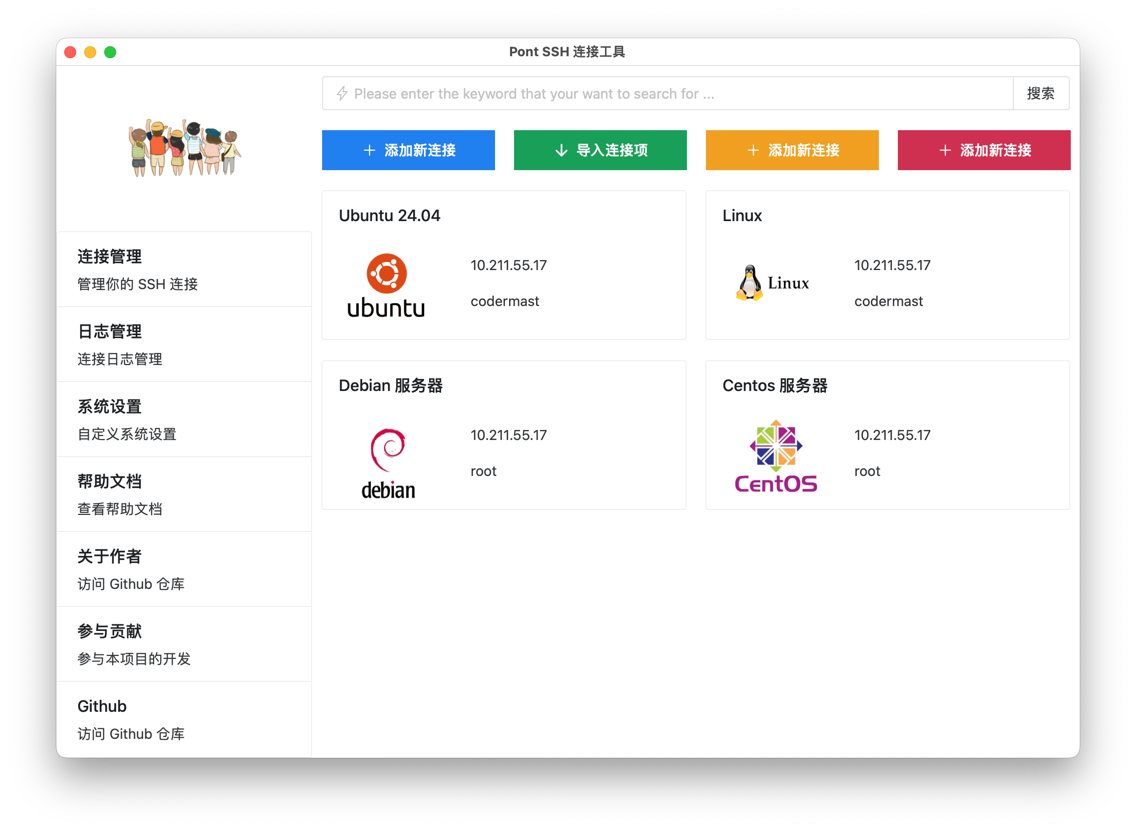 Pont SSH 连接工具
Please enter the keyword that your want to search for ...
搜索
添加新连接
导入连接项
添加新连接
添加新连接
连接管理
管理你的 SSH 连接
日志管理
连接日志管理
系统设置
自定义系统设置
帮助文档
查看帮助文档
关于作者
访问 Github 仓库
参与贡献
参与本项目的开发
Github
访问 Github 仓库
Ubuntu 24.04
ubuntu
10.211.55.17
codermast
Linux
Linux
10.211.55.17
codermast
Debian 服务器
debian
10.211.55.17
root
Centos 服务器
CentOS
10.211.55.17
root